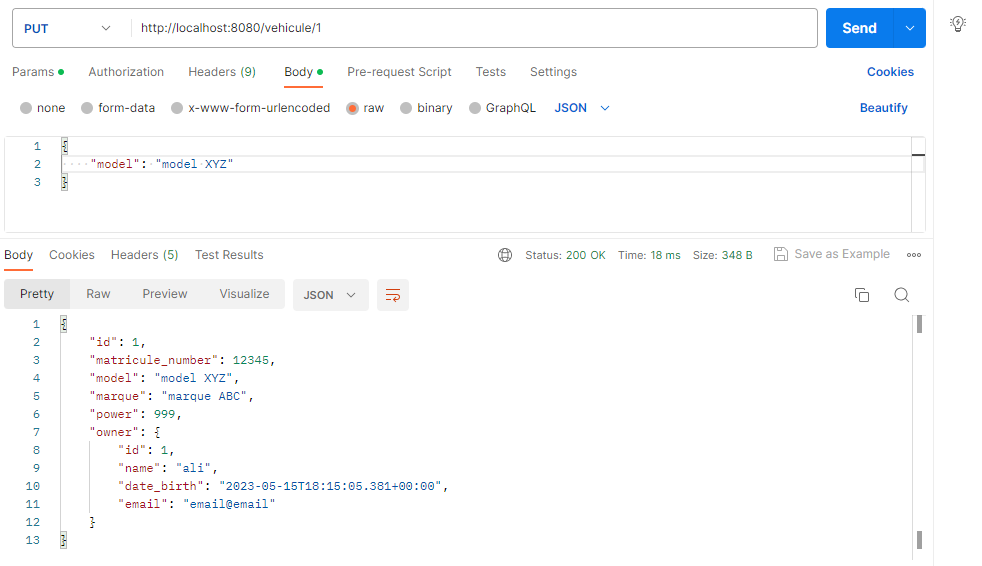 PUT http://localhost:8080/vehicule/1 Send
Params Authorization Headers (9) Body Pre-request Script Tests Settings Cookies
none form-data x-www-form-urlencoded raw binary GraphQL JSON Beautify
1 {
2 "model": "model XYZ"
3 }
Body Cookies Headers (5) Test Results Status: 200 OK Time: 18 ms Size: 348 B Save as Example
Pretty Raw Preview Visualize JSON
1 {
2 "id": 1,
3 "matricule_number": 12345,
4 "model": "model XYZ",
5 "marque": "marque ABC",
6 "power": 999,
7 "owner": {
8 "id": 1,
9 "name": "ali",
10 "date_birth": "2023-05-15T18:15:05.381+00:00",
11 "email": "email@email"
12 }
13 }